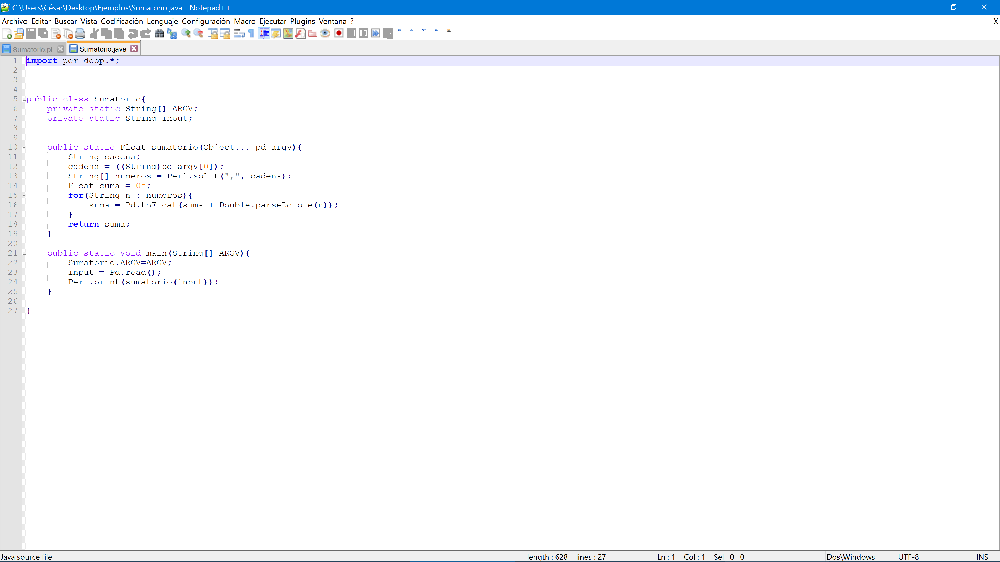 C:\Users\César\Desktop\Ejemplos\Sumatorio.java - Notepad++
Archivo Editar Buscar Vista Codificación Lenguaje Configuración Macro Ejecutar Plugins Ventana ? X
Sumatorio.pl Sumatorio.java
1 import perldoop.*;
2
3
4
5 public class Sumatorio{
6     private static String[] ARGV;
7     private static String input;
8
9
10     public static Float sumatorio(Object... pd_argv){
11         String cadena;
12         cadena = ((String)pd_argv[0]);
13         String[] numeros = Perl.split(",", cadena);
14         Float suma = 0f;
15         for(String n : numeros){
16             suma = Pd.toFloat(suma + Double.parseDouble(n));
17         }
18         return suma;
19     }
20
21     public static void main(String[] ARGV){
22         Sumatorio.ARGV=ARGV;
23         input = Pd.read();
24         Perl.print(sumatorio(input));
25     }
26
27 }
Java source file length : 628 lines : 27 Ln : 1 Col : 1 Sel : 0 | 0 Dos\Windows UTF-8 INS